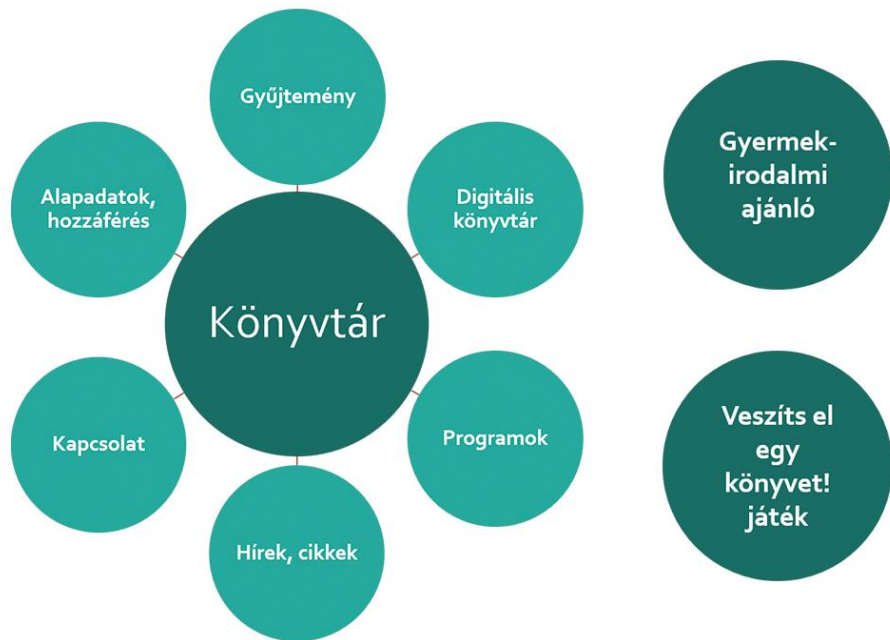 Gyűjtemény
Alapadatok,
hozzáférés
Digitális
könyvtár
Könyvtár
Kapcsolat
Programok
Hírek, cikkek
Gyermek-
irodalmi
ajánló
Veszíts el
egy
könyvet!
játék